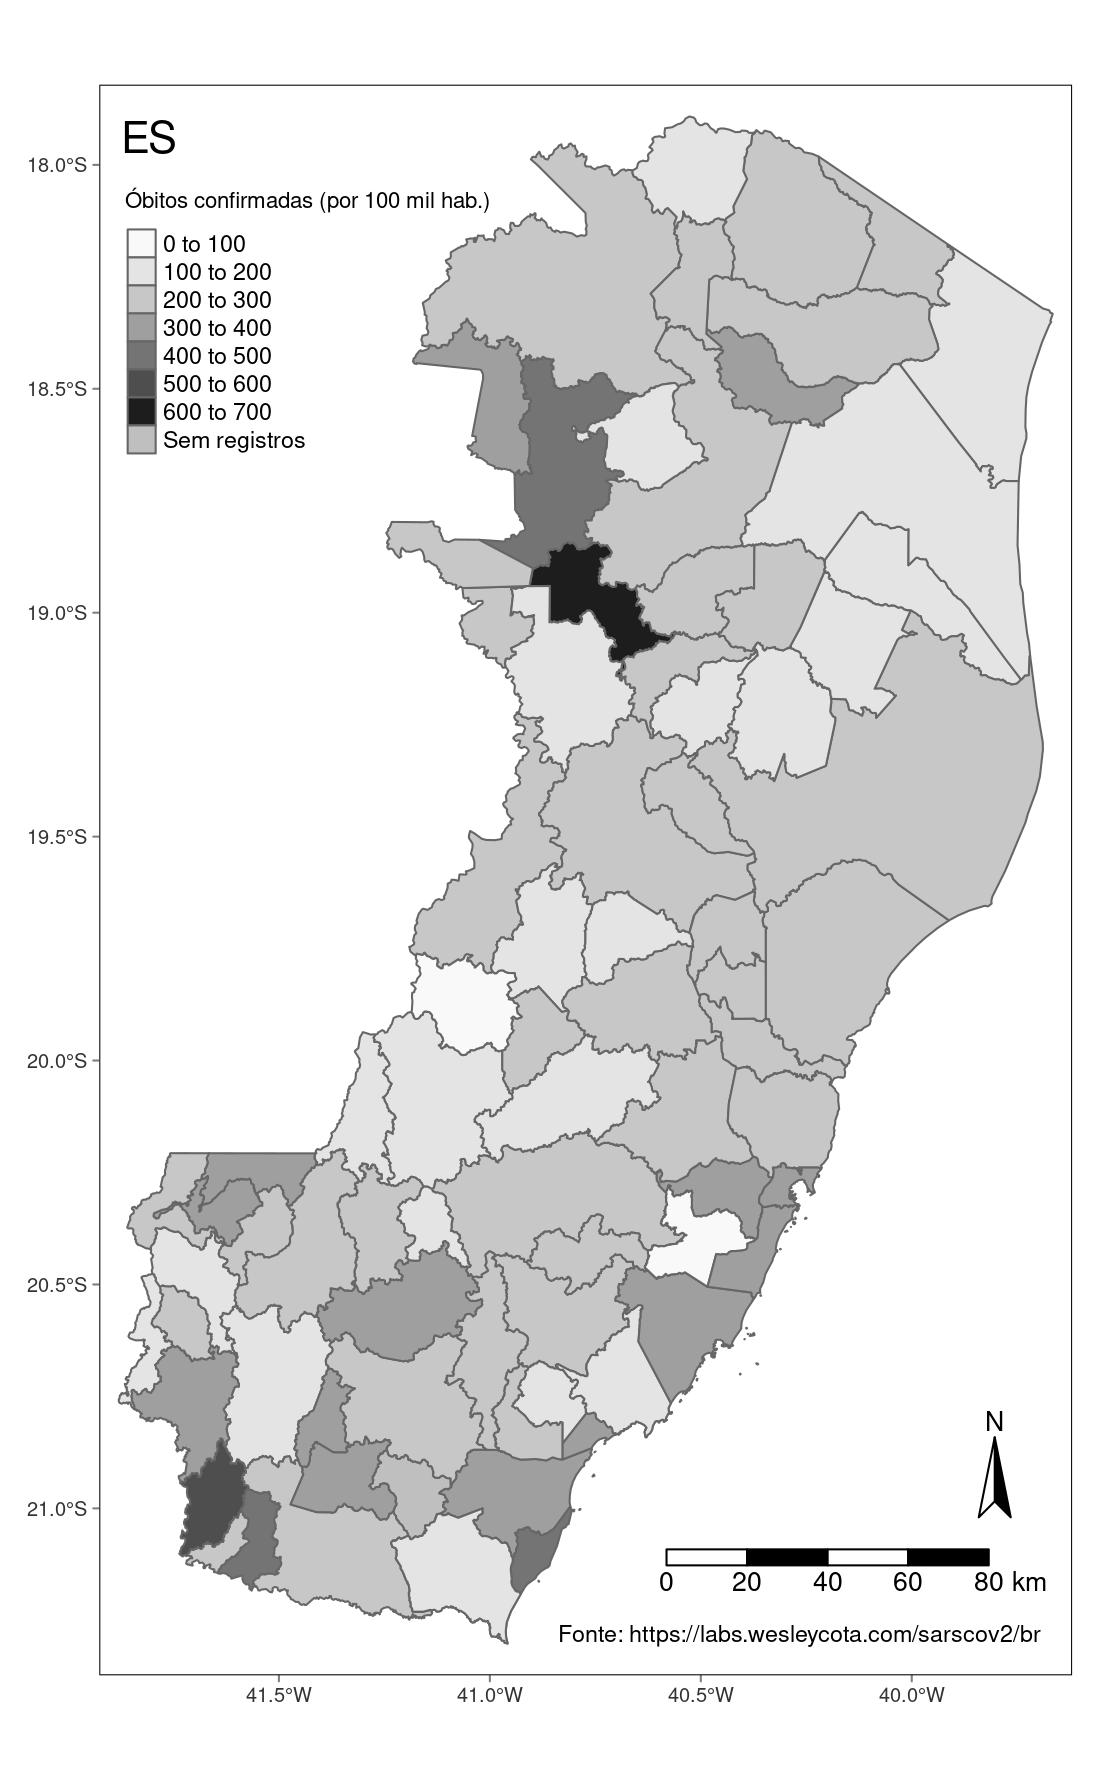 ES
Óbitos confirmadas (por 100 mil hab.)
0 to 100
100 to 200
200 to 300
300 to 400
400 to 500
500 to 600
600 to 700
Sem registros
18.0°S
18.5°S
19.0°S
19.5°S
20.0°S
20.5°S
21.0°S
N
0 20 40 60 80 km
Fonte: https://labs.wesleycota.com/sarscov2/br
41.5°W 41.0°W 40.5°W 40.0°W